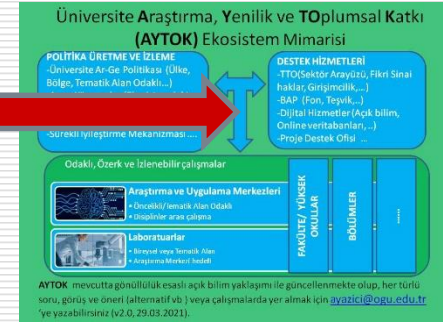 Üniversite Araştırma, Yenilik ve TOplumsal Katkı
(AYTOK) Ekosistem Mimarisi
POLİTİKA ÜRETME VE İZLEME
-Üniversite Ar-Ge Politikası (Ülke,
Bölge, Tematik Alan Odaklı...)
-Sürekli İyileştirme Mekanizması ....
DESTEK HİZMETLERİ
-TTO(Sektör Arayüzü, Fikri Sinai
haklar, Girişimcilik,...)
-BAP (Fon, Teşvik,..)
-Dijital Hizmetler(Açık bilim,
Online veritabanları,..)
-Proje Destek Ofisi ...
Odaklı, Özerk ve İzlenebilir çalışmalar
Araştırma ve Uygulama Merkezleri
• Öncelikli/Tematik Alan Odaklı
• Disiplinler arası çalışma
Laboratuarlar
• Bireysel veya Tematik Alan
• Araştırma Merkezi hedefi
FAKÜLTE/ YÜKSEK
OKULLAR
BÖLÜMLER
......
AYTOK mevcutta gönüllülük esaslı açık bilim yaklaşımı ile güncellenmekte olup, her türlü
soru, görüş ve öneri (alternatif vb ) veya çalışmalarda yer almak için ayazici@ogu.edu.tr
'ye yazabilirsiniz (v2.0, 29.03.2021).